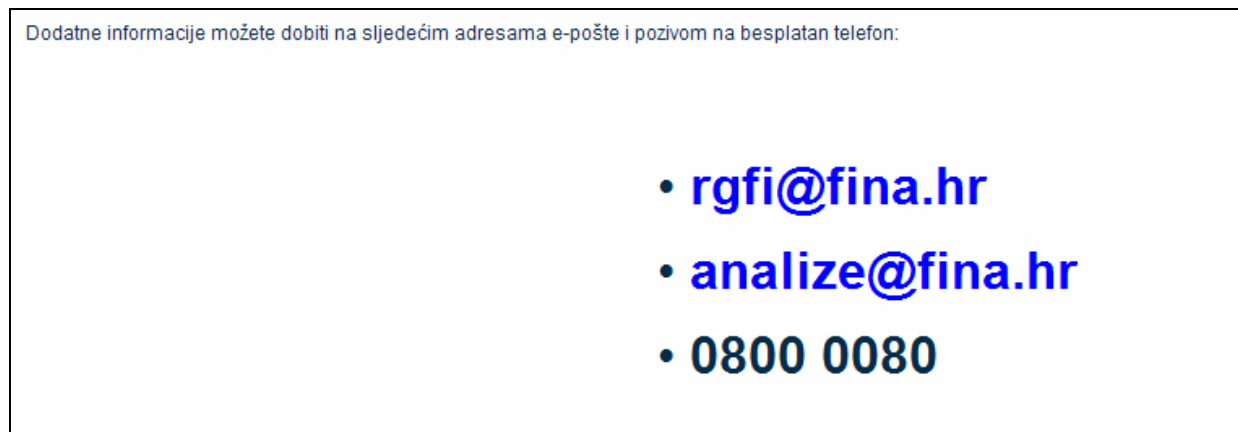 Dodatne informacije možete dobiti na sljedećim adresama e-pošte i pozivom na besplatan telefon:
• rgfi@fina.hr
• analize@fina.hr
• 0800 0080